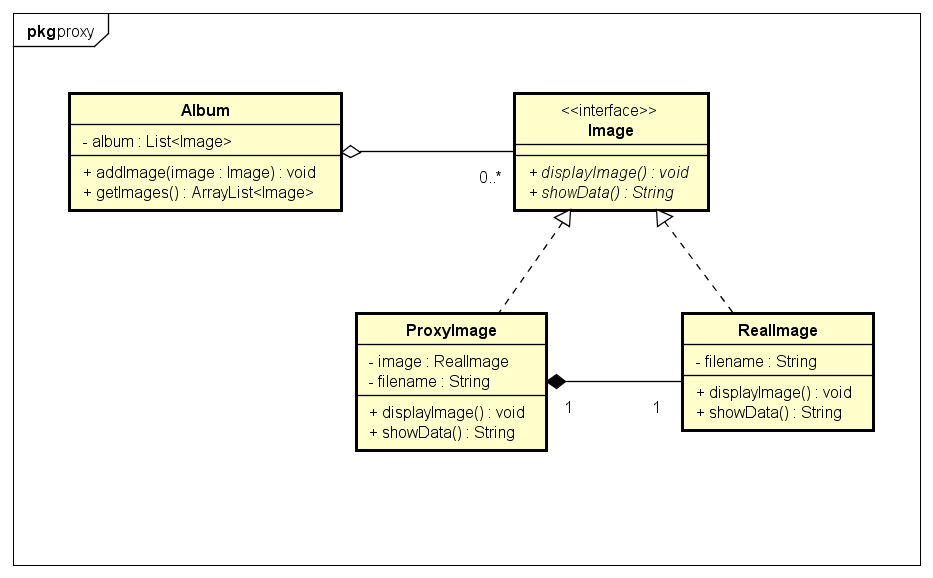 pkgproxy
Album
- album : List<Image>
+ addImage(image : Image) : void
+ getImages() : ArrayList<Image>
0..*
<<interface>>
Image
+ displayImage() : void
+ showData() : String
ProxyImage
- image : RealImage
- filename : String
+ displayImage() : void
+ showData() : String
1
1
RealImage
- filename : String
+ displayImage() : void
+ showData() : String